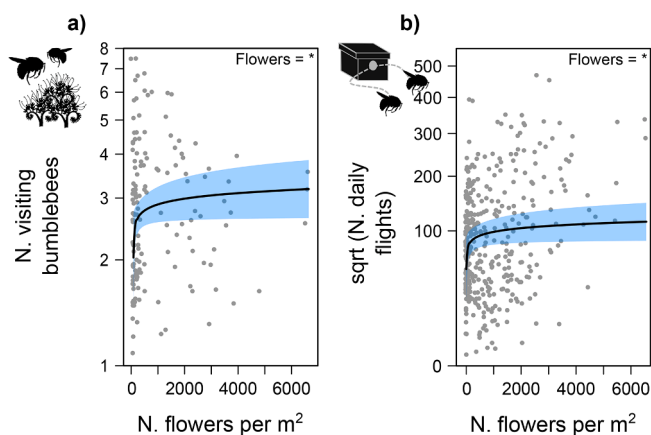 a)
Flowers = *
8
7
6
5
4
3
2
1
N. visiting
bumblebees
0 2000 4000 6000
N. flowers per m²
b)
Flowers = *
500
400
300
200
100
0
sqrt (N. daily
flights)
0 2000 4000 6000
N. flowers per m²